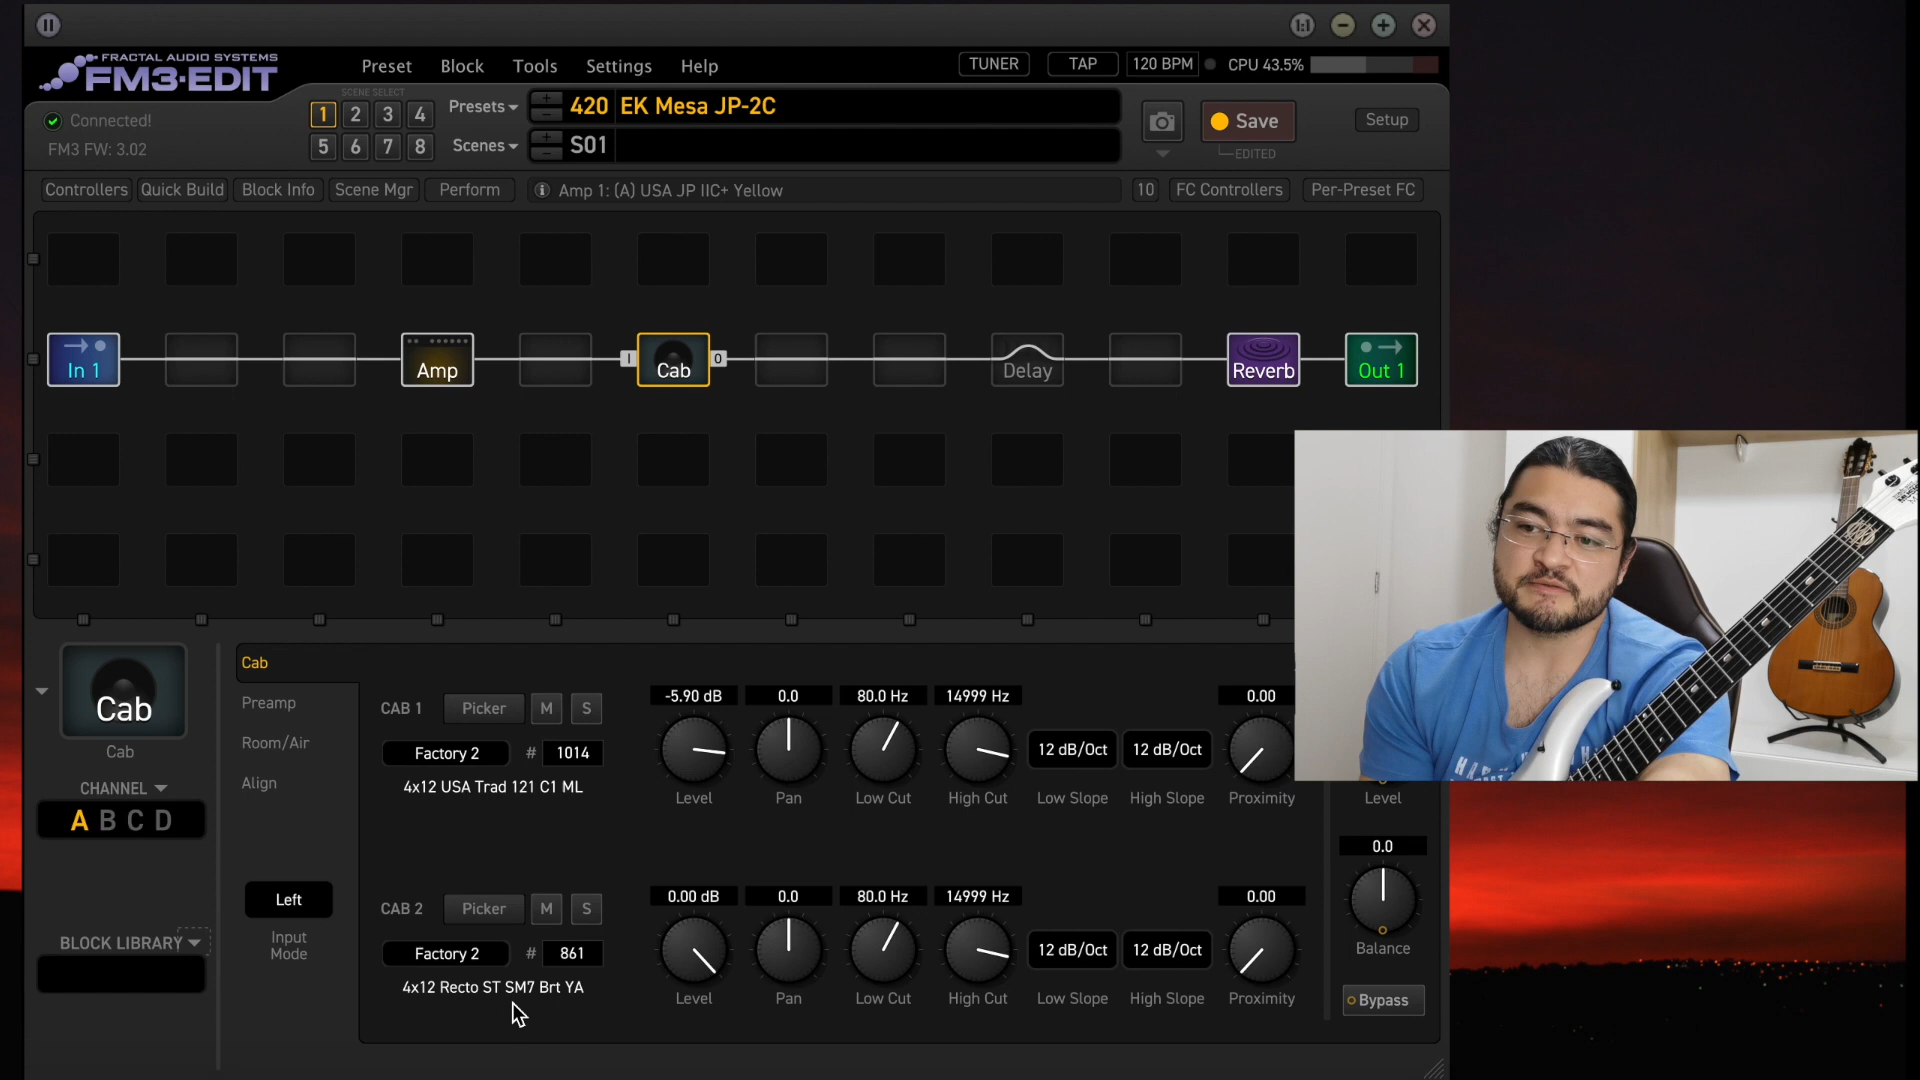 1:1
FRACTAL AUDIO SYSTEMS
FM3-EDIT
Preset Block Tools Settings Help
TUNER TAP 120 BPM CPU 43.5%
SCENE SELECT
1 2 3 4
5 6 7 8
Connected!
FM3 FW: 3.02
Presets 420 EK Mesa JP-2C
Scenes S01
Save
EDITED
Setup
Controllers Quick Build Block Info Scene Mgr Perform
Amp 1: (A) USA JP IIC+ Yellow
10 FC Controllers Per-Preset FC
In 1 Amp I Cab O Delay Reverb Out 1
Cab
Cab
CHANNEL
A B C D
BLOCK LIBRARY
Cab
Preamp
Room/Air
Align
Left
Input
Mode
CAB 1 Picker M S
Factory 2 # 1014
4x12 USA Trad 121 C1 ML
-5.90 dB 0.0 80.0 Hz 14999 Hz 0.00
12 dB/Oct 12 dB/Oct
Level Pan Low Cut High Cut Low Slope High Slope Proximity Level
CAB 2 Picker M S
Factory 2 # 861
4x12 Recto ST SM7 Brt YA
0.00 dB 0.0 80.0 Hz 14999 Hz 0.00
12 dB/Oct 12 dB/Oct
Level Pan Low Cut High Cut Low Slope High Slope Proximity
0.0
Balance
Bypass